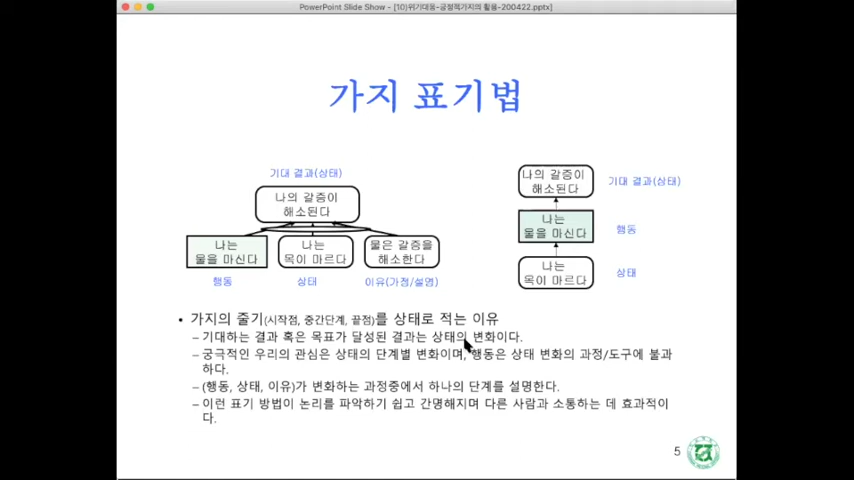 PowerPoint Slide Show - [(10)위기대응-긍정적가지의 활용-200422.pptx]
가지 표기법
기대 결과(상태)
나의 갈증이
해소된다
나는
물을 마신다
나는
목이 마르다
물은 갈증을
해소한다
행동
상태
이유(가정/설명)
나의 갈증이
해소된다
기대 결과(상태)
나는
물을 마신다
행동
나는
목이 마르다
상태
• 가지의 줄기(시작점, 중간단계, 끝점)를 상태로 적는 이유
– 기대하는 결과 혹은 목표가 달성된 결과는 상태의 변화이다.
– 궁극적인 우리의 관심은 상태의 단계별 변화이며, 행동은 상태 변화의 과정/도구에 불과
하다.
– (행동, 상태, 이유)가 변화하는 과정중에서 하나의 단계를 설명한다.
– 이런 표기 방법이 논리를 파악하기 쉽고 간명해지며 다른 사람과 소통하는 데 효과적이
다.
5